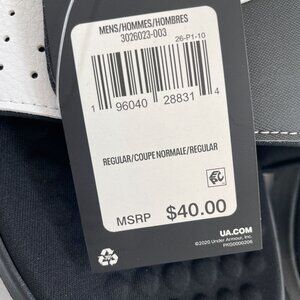 MENS/HOMMES/HOMBRES
3026023-003
26-P1-10
1 96040 28831 4
REGULAR/COUPE NORMALE/REGULAR
MSRP $40.00
UA.COM
©2020 Under Armour, Inc.
PKG0000206